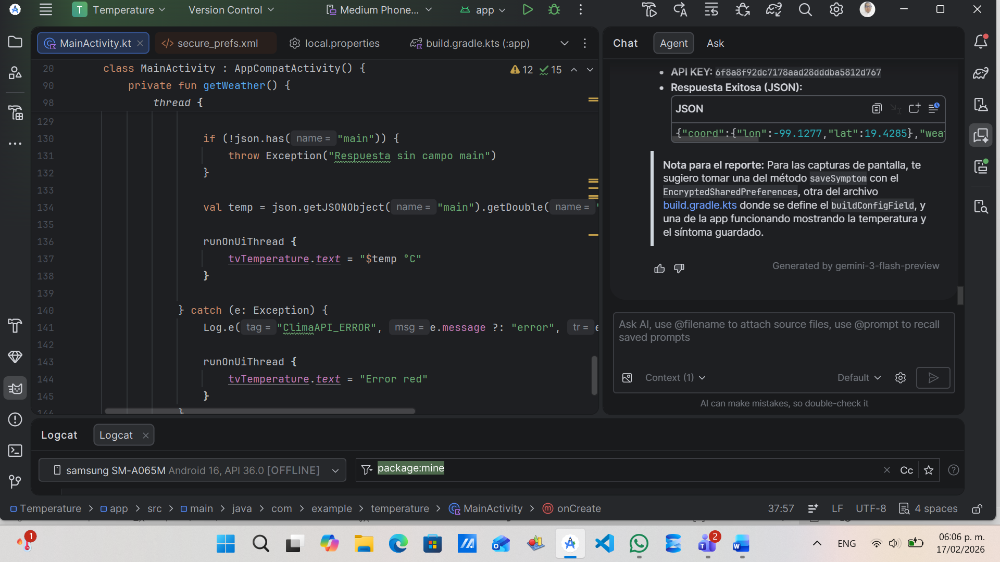 T Temperature
Version Control
Medium Phone...
app
MainActivity.kt
</> secure_prefs.xml
local.properties
build.gradle.kts (:app)
20 class MainActivity : AppCompatActivity() {
12 15
90 private fun getWeather() {
98 thread {
129
130 if (!json.has( name = "main")) {
131 throw Exception("Respuesta sin campo main")
132 }
133
134 val temp = json.getJSONObject( name = "main").getDouble( name = "
135
136 runOnUiThread {
137 tvTemperature.text = "$temp °C"
138 }
139
140 } catch (e: Exception) {
141 Log.e( tag = "ClimaAPI_ERROR", msg = e.message ?: "error", tr = e
142
143 runOnUiThread {
144 tvTemperature.text = "Error red"
145 }
146 }
Chat Agent Ask
• API KEY: 6f8a8f92dc7178aad28dddba5812d767
• Respuesta Exitosa (JSON):
JSON
{"coord":{"lon":-99.1277,"lat":19.4285},"wea
Nota para el reporte: Para las capturas de pantalla, te
sugiero tomar una del método saveSymptom con el
EncryptedSharedPreferences, otra del archivo
build.gradle.kts donde se define el buildConfigField, y
una de la app funcionando mostrando la temperatura y
el síntoma guardado.
Generated by gemini-3-flash-preview
Ask AI, use @filename to attach source files, use @prompt to recall
saved prompts
Context (1)
Default
AI can make mistakes, so double-check it
Logcat Logcat
samsung SM-A065M Android 16, API 36.0 [OFFLINE]
package:mine
Cc
Temperature > app > src > main > java > com > example > temperature > MainActivity > m onCreate
37:57 LF UTF-8 4 spaces
1
2
ENG
06:06 p. m.
17/02/2026